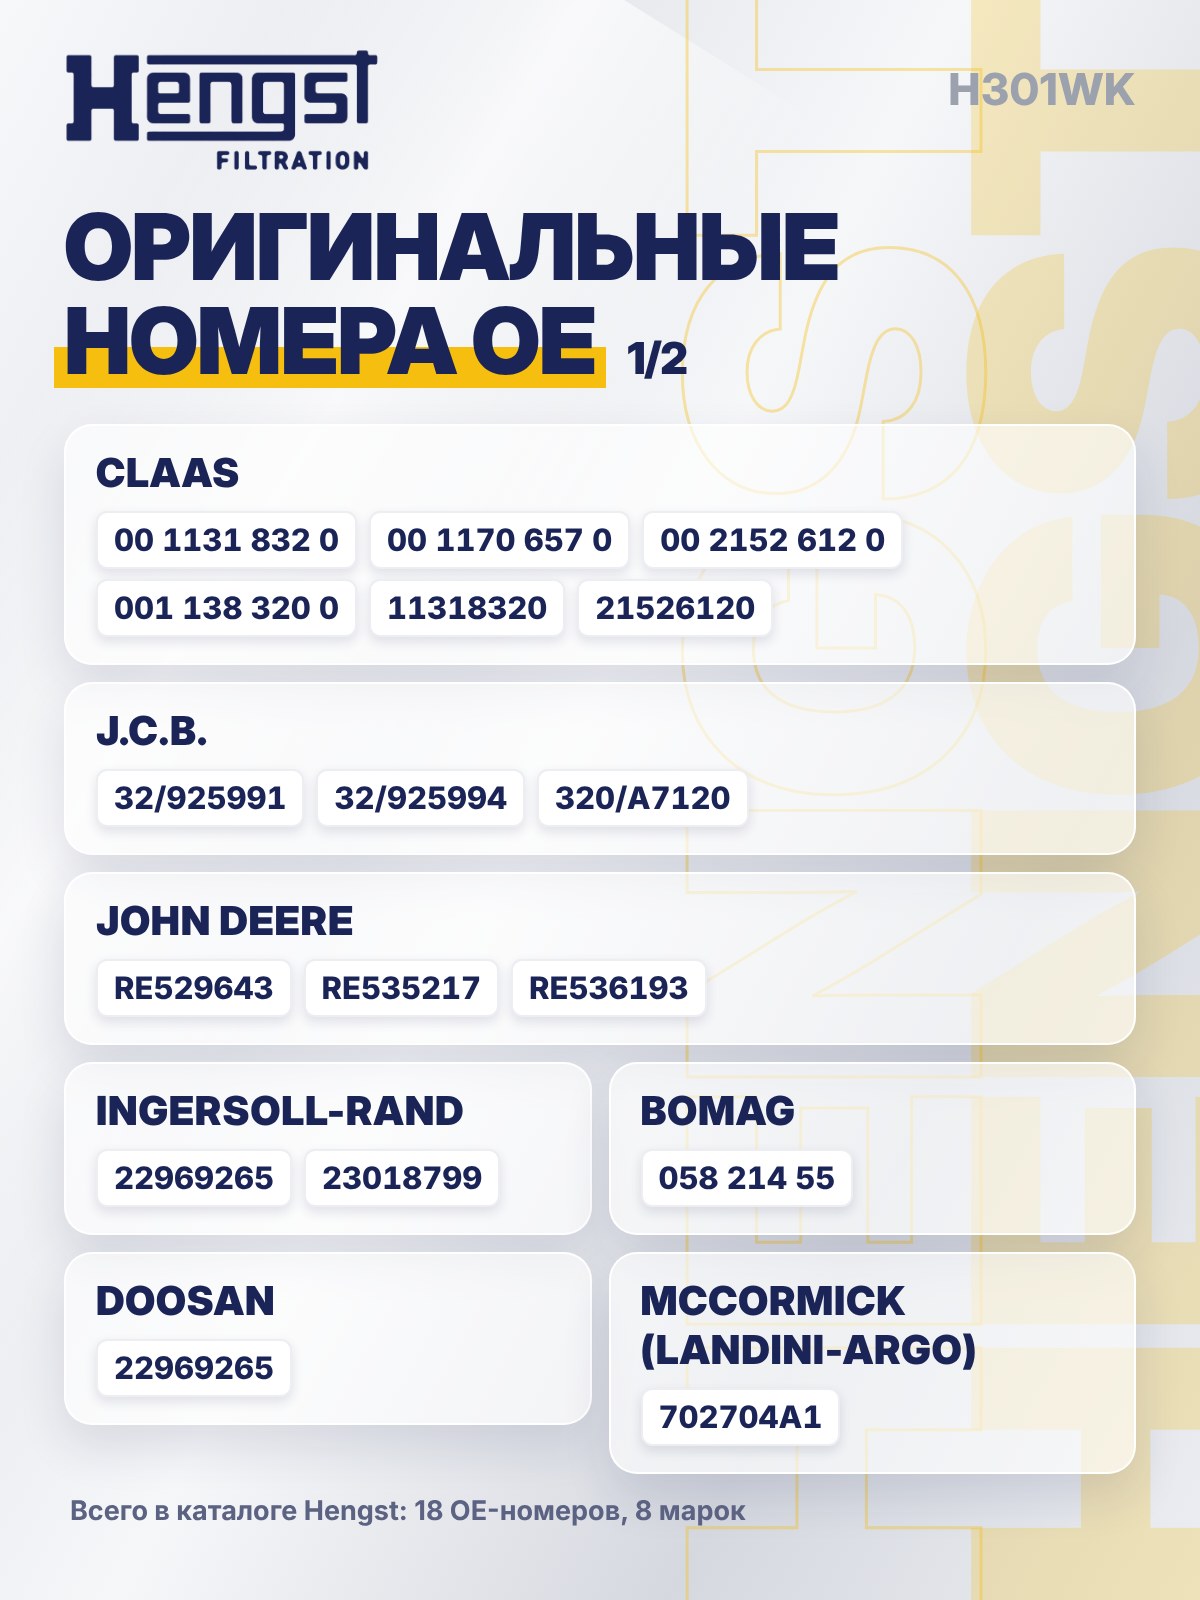 Hengst
FILTRATION
H301WK
ОРИГИНАЛЬНЫЕ
НОМЕРА OE 1/2
CLAAS
00 1131 832 0 00 1170 657 0 00 2152 612 0
001 138 320 0 11318320 21526120
J.C.B.
32/925991 32/925994 320/A7120
JOHN DEERE
RE529643 RE535217 RE536193
INGERSOLL-RAND
22969265 23018799
BOMAG
058 214 55
DOOSAN
22969265
MCCORMICK
(LANDINI-ARGO)
702704A1
Всего в каталоге Hengst: 18 OE-номеров, 8 марок
HENGST
HENGST